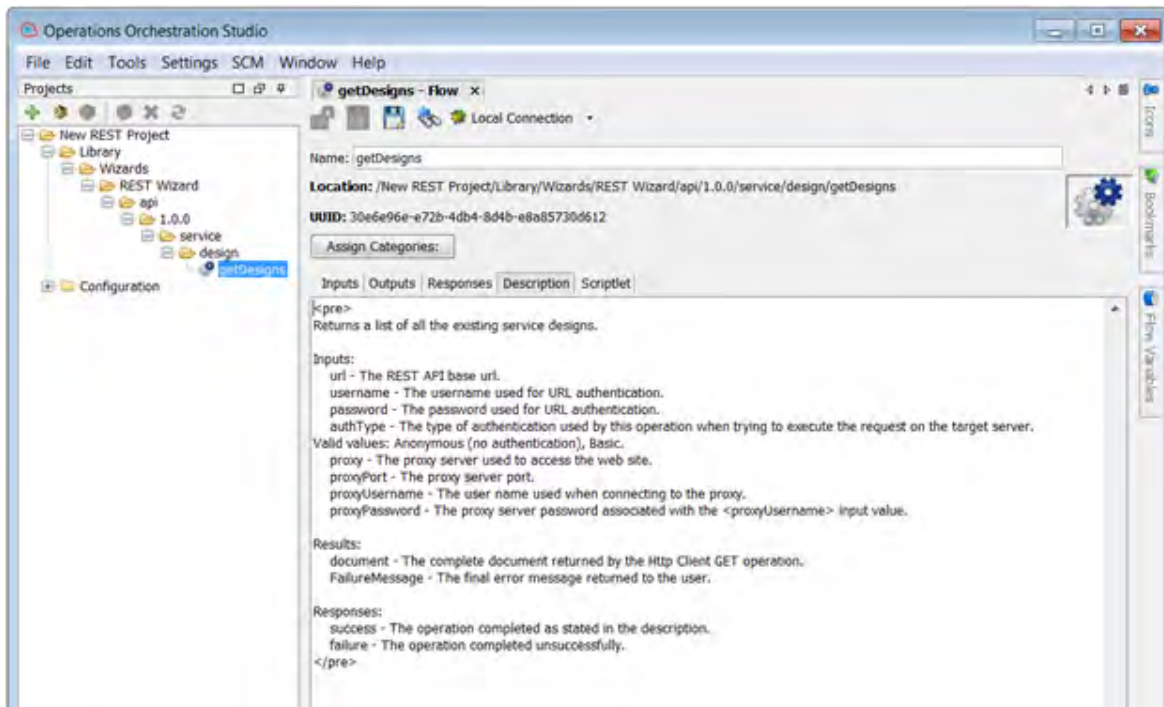 Operations Orchestration Studio
File Edit Tools Settings SCM Window Help
Projects
getDesigns - Flow
Local Connection
New REST Project
Library
Wizards
REST Wizard
api
1.0.0
service
design
getDesigns
Configuration
Name: getDesigns
Location: /New REST Project/Library/Wizards/REST Wizard/api/1.0.0/service/design/getDesigns
UUID: 30e6e96e-e72b-4db4-8d4b-e8a85730d612
Assign Categories:
Inputs Outputs Responses Description Scriptlet
<pre>
Returns a list of all the existing service designs.
Inputs:
url - The REST API base url.
username - The username used for URL authentication.
password - The password used for URL authentication.
authType - The type of authentication used by this operation when trying to execute the request on the target server.
Valid values: Anonymous (no authentication), Basic.
proxy - The proxy server used to access the web site.
proxyPort - The proxy server port.
proxyUsername - The user name used when connecting to the proxy.
proxyPassword - The proxy server password associated with the <proxyUsername> input value.
Results:
document - The complete document returned by the Http Client GET operation.
FailureMessage - The final error message returned to the user.
Responses:
success - The operation completed as stated in the description.
failure - The operation completed unsuccessfully.
</pre>
Icons
Bookmarks
Flow Variables